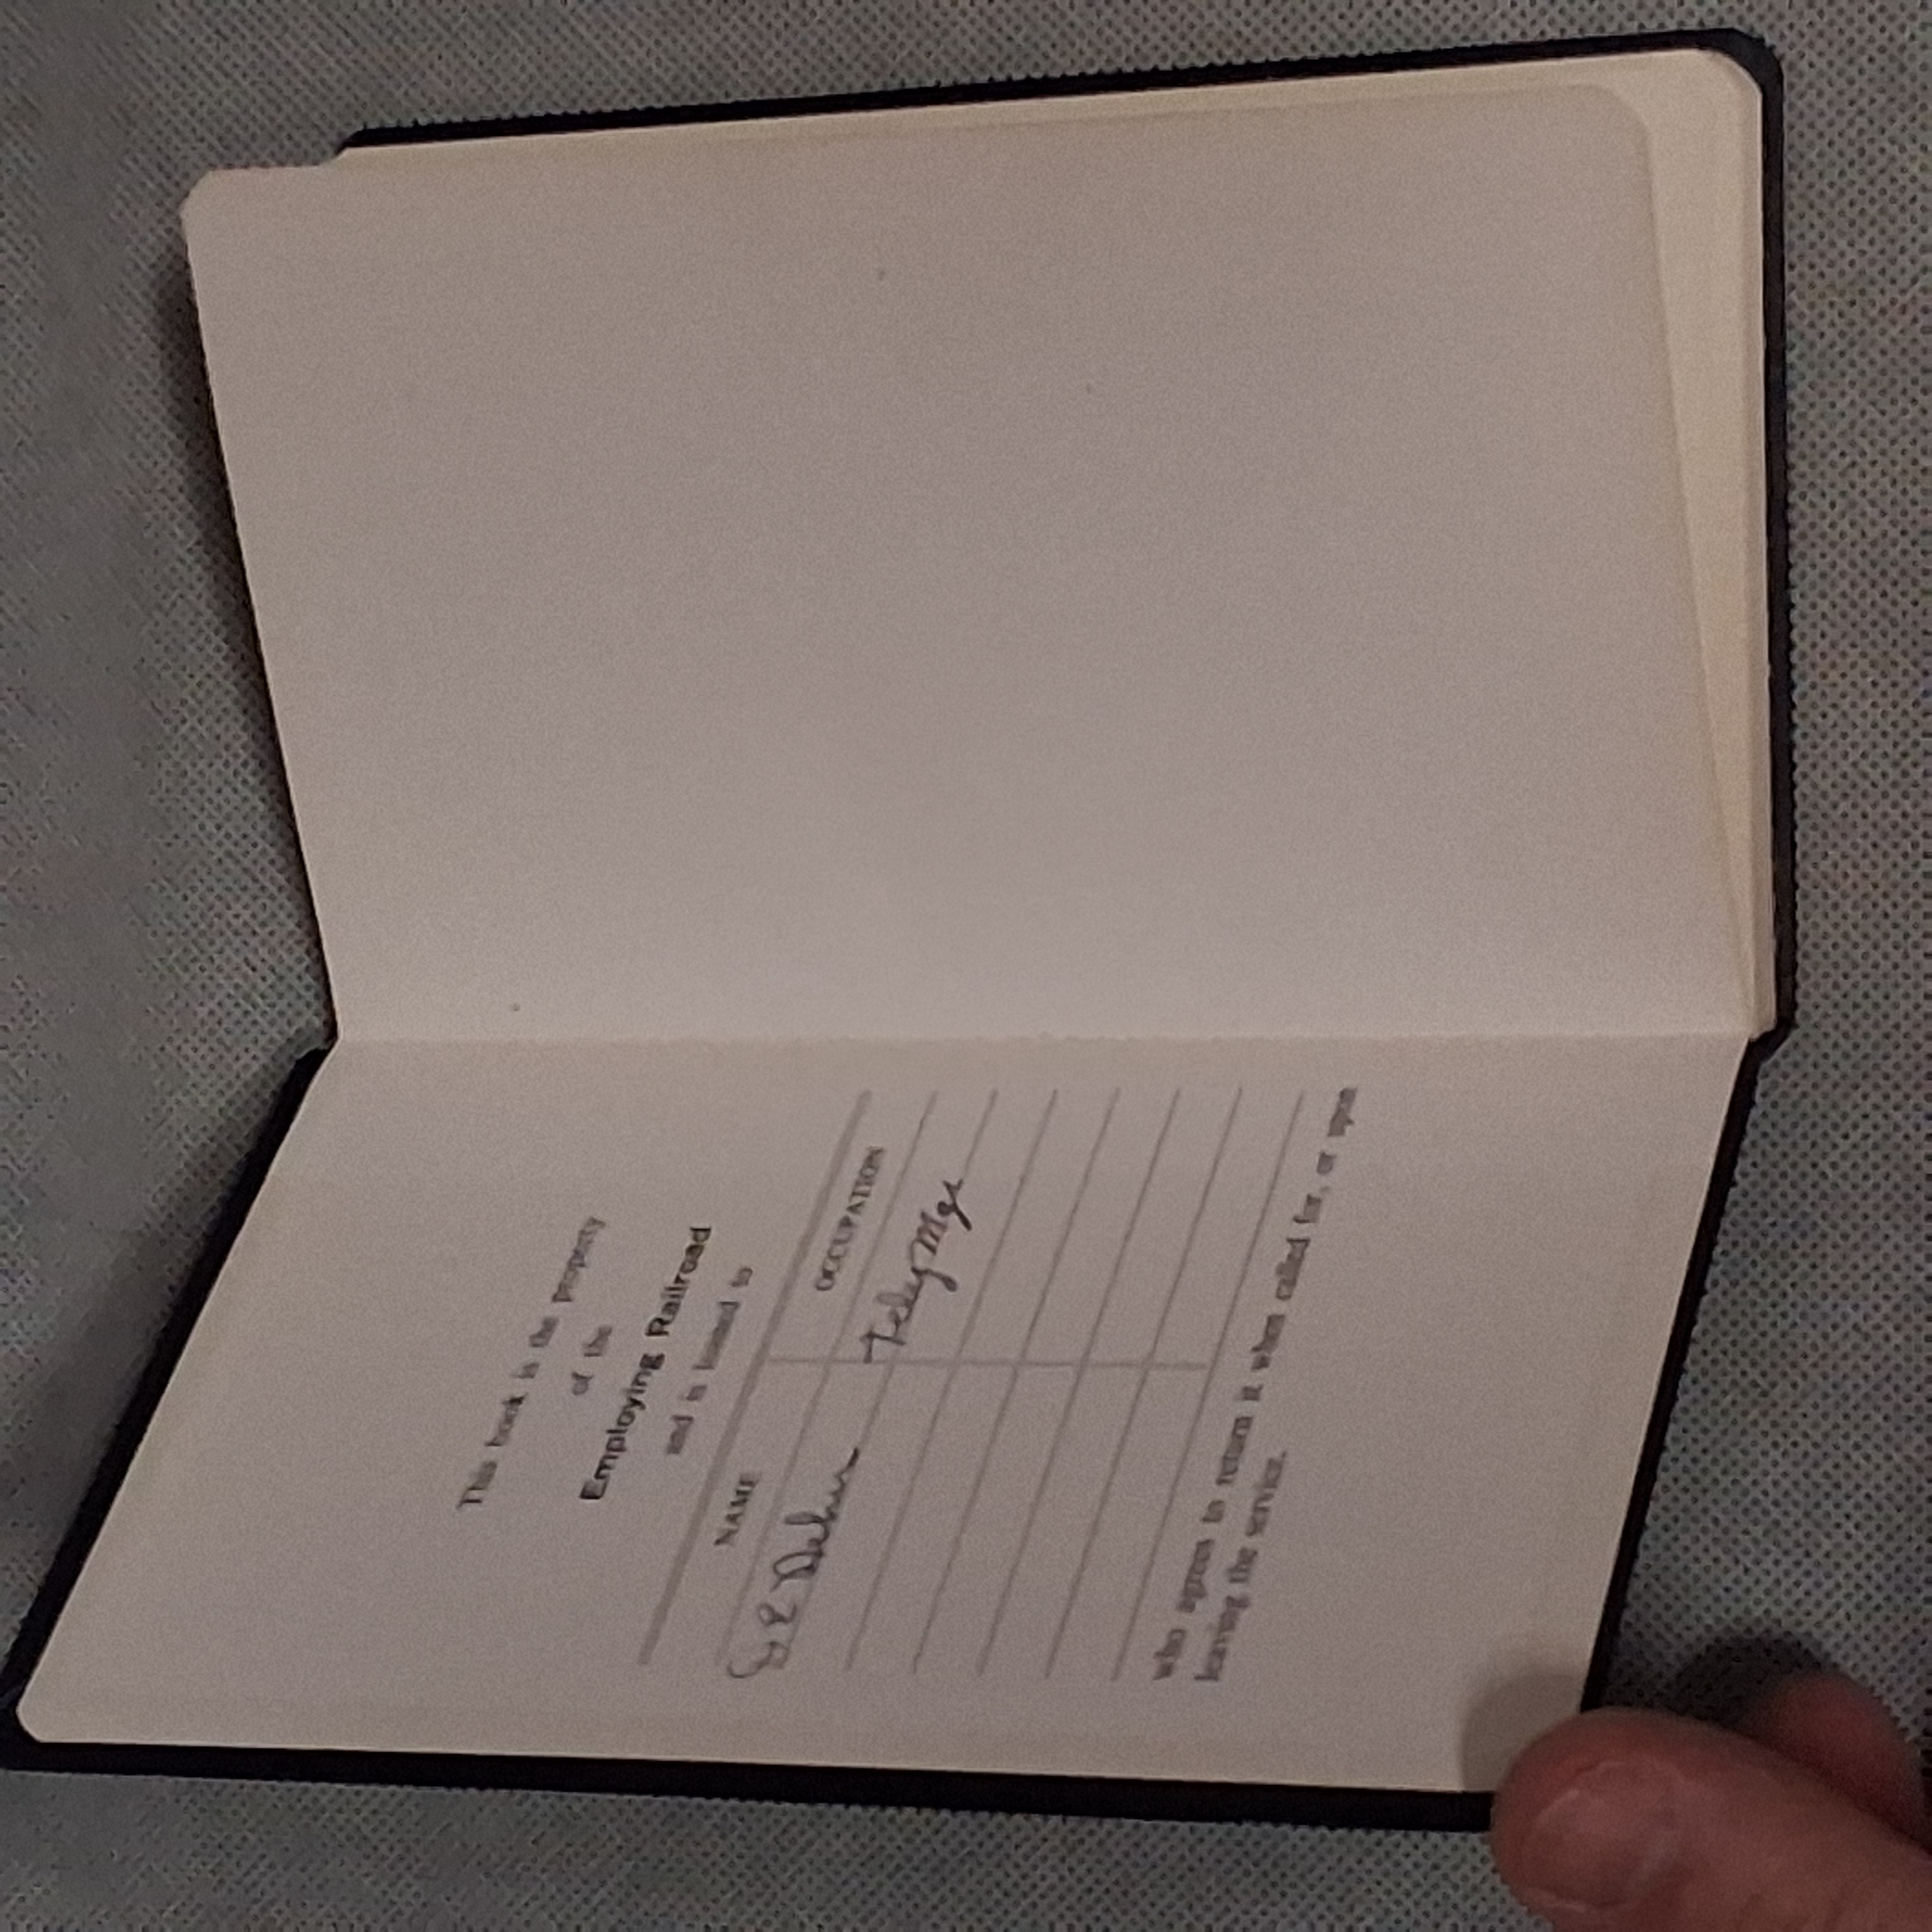 This book is the property
of the
Employing Railroad
and is loaned to
NAME OCCUPATION
Mgr
who agrees to return it when called for, or upon
leaving the service.